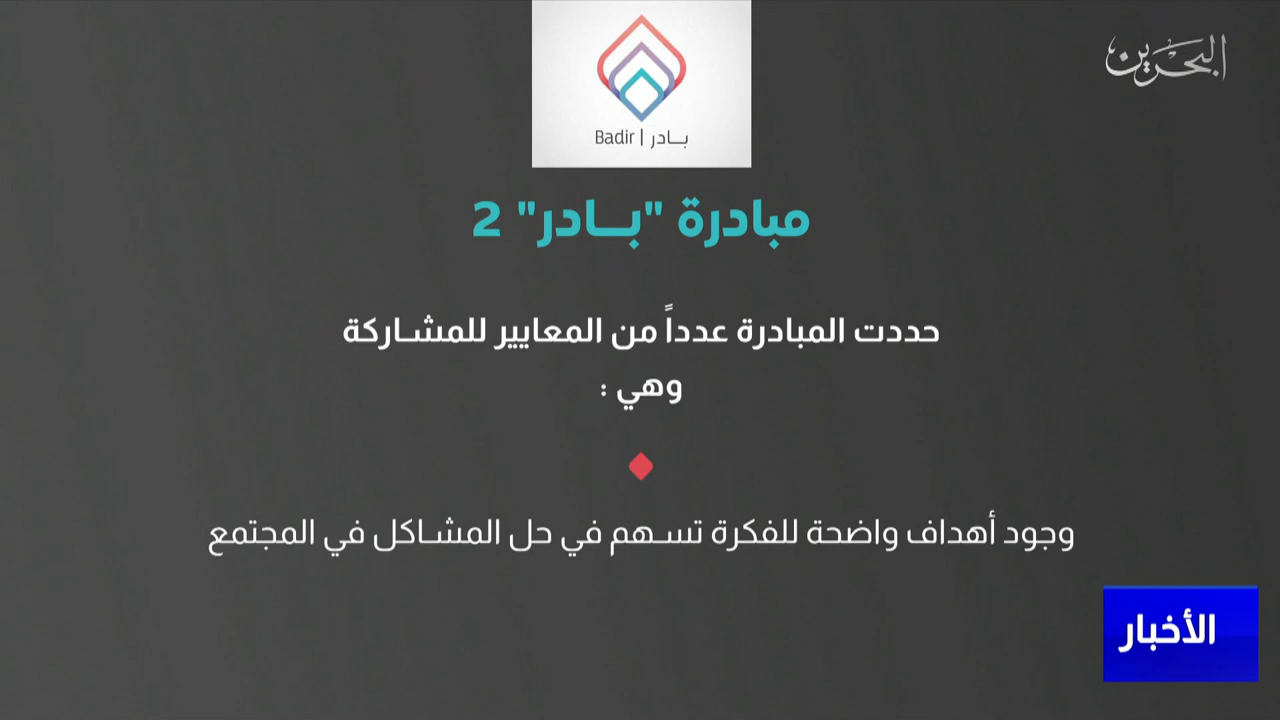 البحرين
Badir | بـادر
مبادرة "بـادر" 2
حددت المبادرة عدداً من المعايير للمشـاركة
وهي :
وجود أهداف واضحة للفكرة تسـهم في حل المشـاكل في المجتمع
الأخبار